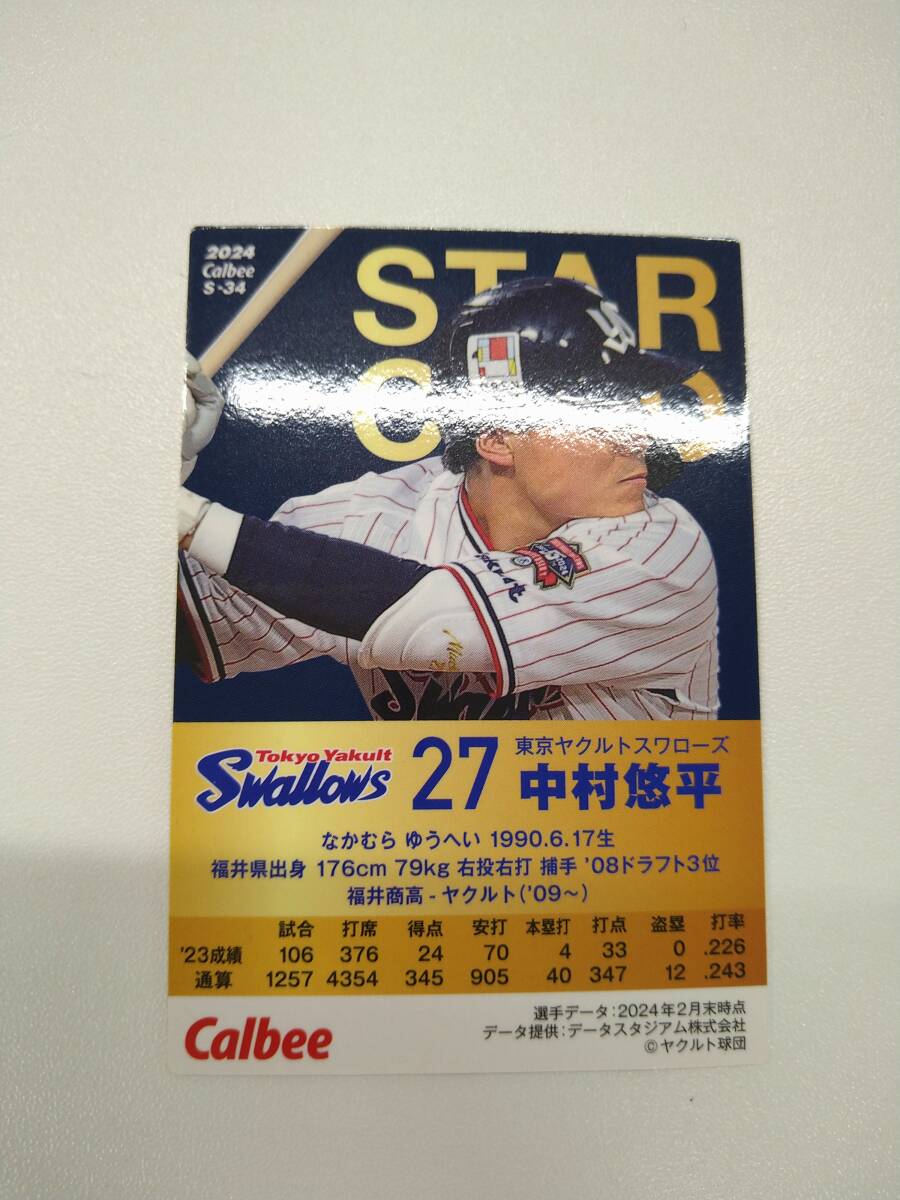 2024
Calbee
S-34
STAR
Tokyo Yakult
Swallows
27
東京ヤクルトスワローズ
中村悠平
なかむら ゆうへい 1990.6.17生
福井県出身 176cm 79kg 右投右打 捕手 '08ドラフト3位
福井商高-ヤクルト('09〜)
試合 打席 得点 安打 本塁打 打点 盗塁 打率
'23成績 106 376 24 70 4 33 0 .226
通算 1257 4354 345 905 40 347 12 .243
Calbee
選手データ:2024年2月末時点
データ提供:データスタジアム株式会社
©ヤクルト球団